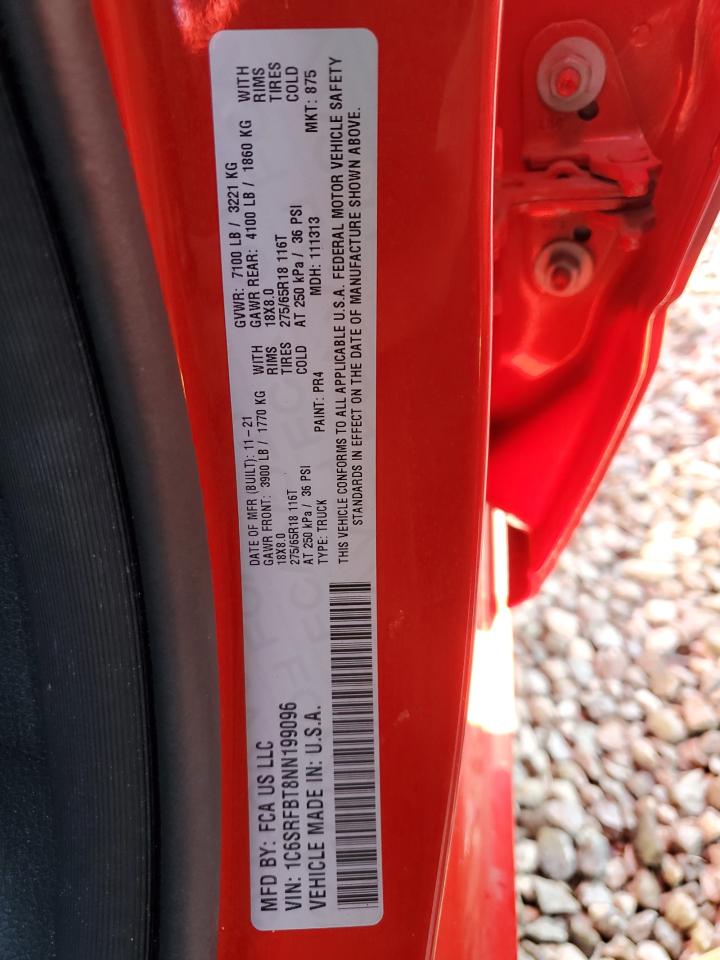 MFD BY: FCA US LLC
VIN: 1C6SRFBT8NN199096
VEHICLE MADE IN: U.S.A.
DATE OF MFR (BUILT): 11-21
GAWR FRONT: 3900 LB / 1770 KG WITH
18X8.0 RIMS
275/65R18 116T TIRES
AT 250 kPa / 36 PSI COLD
TYPE: TRUCK PAINT: PR4
GVWR: 7100 LB / 3221 KG
GAWR REAR: 4100 LB / 1860 KG WITH
18X8.0 RIMS
275/65R18 116T TIRES
AT 250 kPa / 36 PSI COLD
MDH: 111313 MKT: 875
THIS VEHICLE CONFORMS TO ALL APPLICABLE U.S.A. FEDERAL MOTOR VEHICLE SAFETY
STANDARDS IN EFFECT ON THE DATE OF MANUFACTURE SHOWN ABOVE.